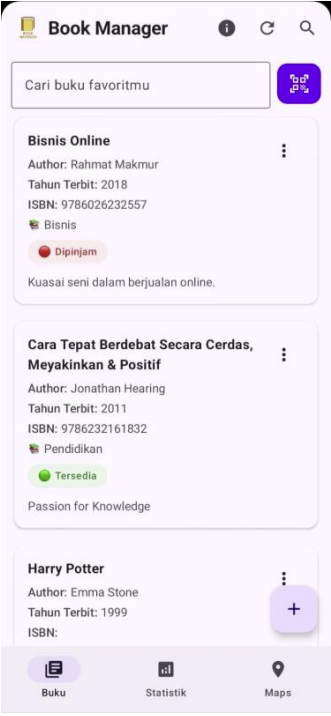 Book Manager
Cari buku favoritmu
Bisnis Online
Author: Rahmat Makmur
Tahun Terbit: 2018
ISBN: 9786026232557
Bisnis
Dipinjam
Kuasai seni dalam berjualan online.
Cara Tepat Berdebat Secara Cerdas,
Meyakinkan & Positif
Author: Jonathan Hearing
Tahun Terbit: 2011
ISBN: 9786232161832
Pendidikan
Tersedia
Passion for Knowledge
Harry Potter
Author: Emma Stone
Tahun Terbit: 1999
ISBN:
Buku
Statistik
Maps